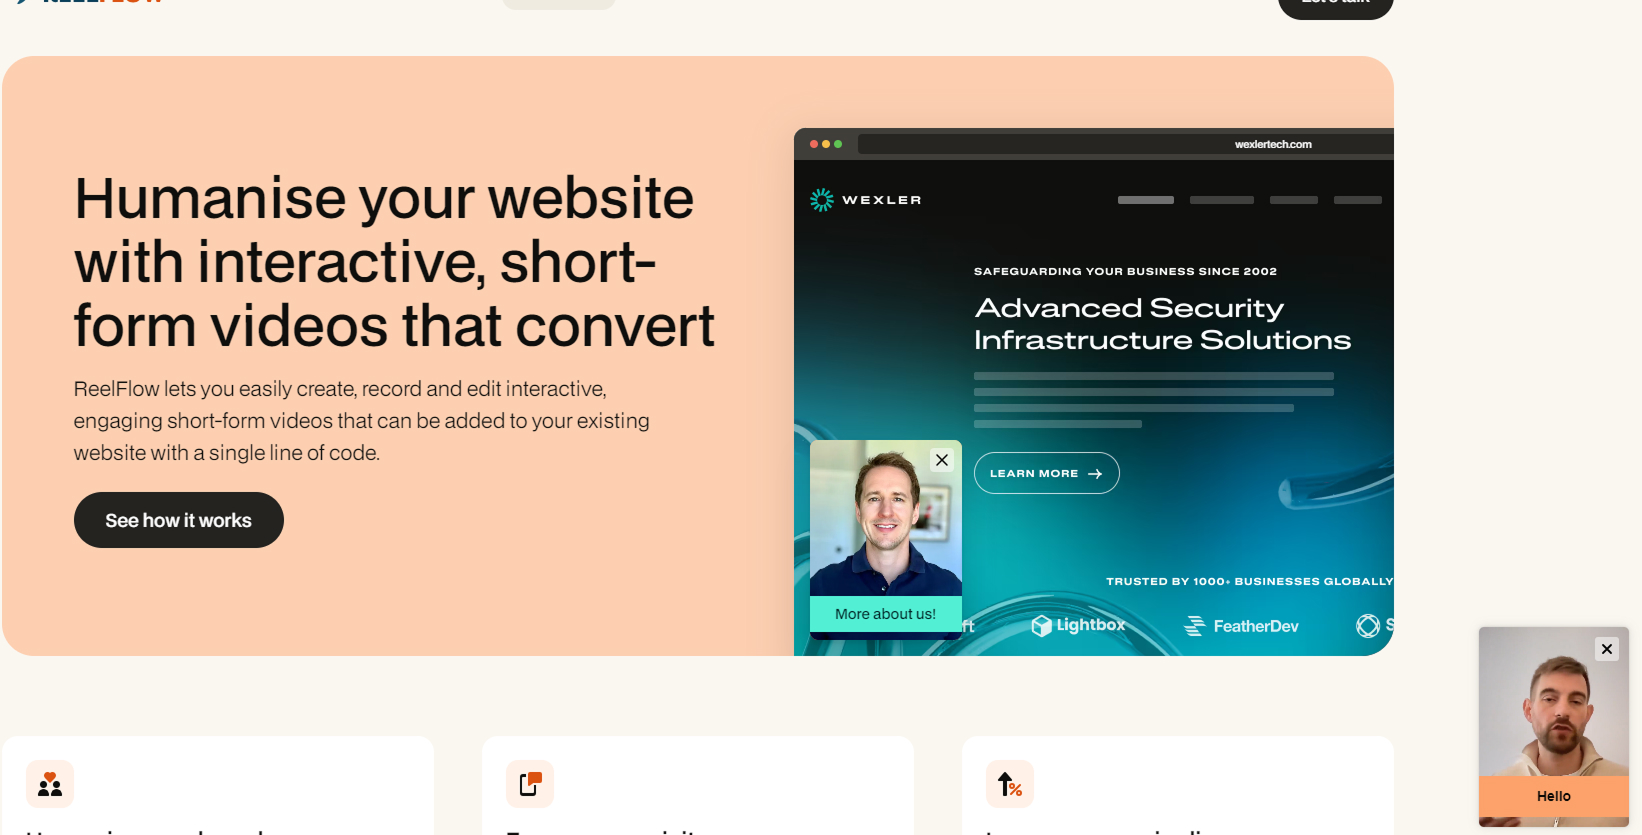 REELFLOW
Let's talk
Humanise your website
with interactive, short-
form videos that convert
ReelFlow lets you easily create, record and edit interactive,
engaging short-form videos that can be added to your existing
website with a single line of code.
See how it works
wexlertech.com
WEXLER
SAFEGUARDING YOUR BUSINESS SINCE 2002
Advanced Security
Infrastructure Solutions
LEARN MORE
More about us!
TRUSTED BY 1000+ BUSINESSES GLOBALLY
ft Lightbox FeatherDev S
Hello